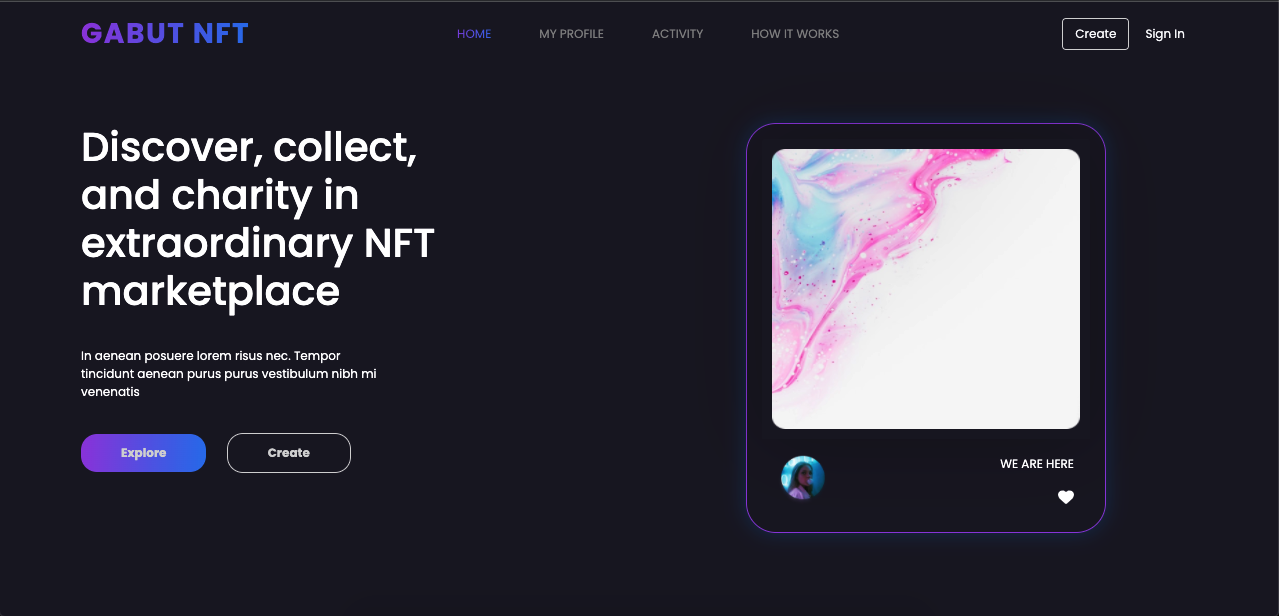 GABUT NFT
HOME
MY PROFILE
ACTIVITY
HOW IT WORKS
Create
Sign In
Discover, collect,
and charity in
extraordinary NFT
marketplace
In aenean posuere lorem risus nec. Tempor
tincidunt aenean purus purus vestibulum nibh mi
venenatis
Explore
Create
WE ARE HERE